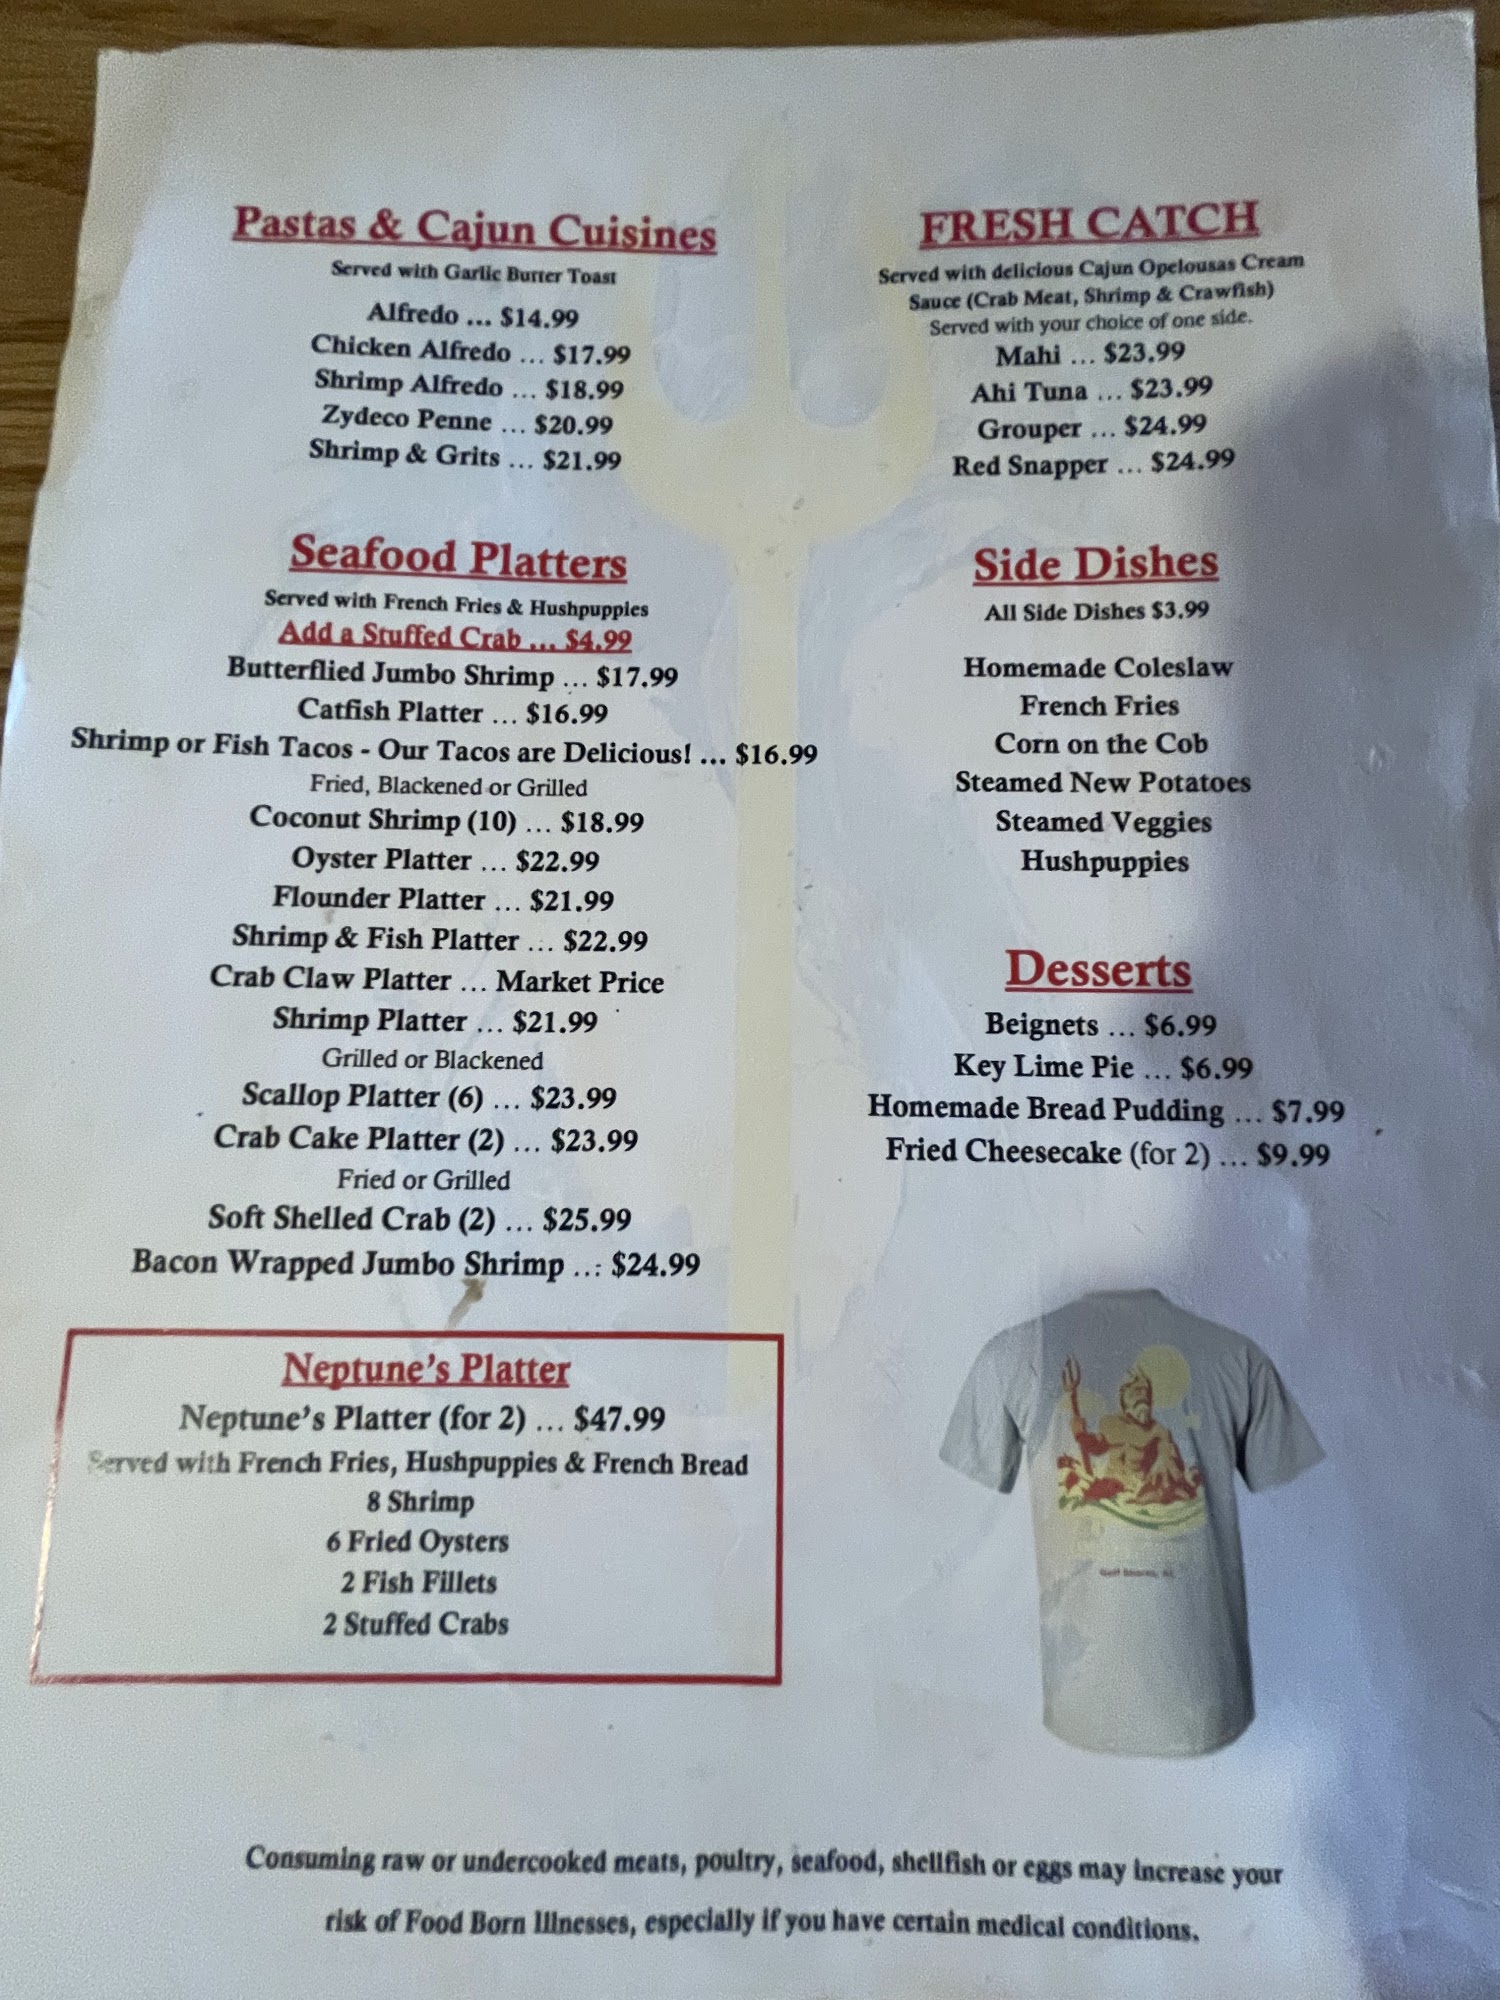 Pastas & Cajun Cuisines
Served with Garlic Burrer Toast
Alfredo ... $14.99
Chicken Alfredo ... $17.99
Shrimp Alfredo ... $18.99
Zydeco Penne ... $20.99
Shrimp & Grits ... $21.99
Seafood Platters
Served with French Fries & Hushpuppies
Add a Stuffed Crab ... $4.99
Butterflied Jumbo Shrimp ... $17.99
Catfish Platter ... $16.99
Shrimp or Fish Tacos - Our Tacos are Delicious! ... $16.99
Fried, Blackened or Grilled
Coconut Shrimp (10) ... $18.99
Oyster Platter ... $22.99
Flounder Platter ... $21.99
Shrimp & Fish Platter ... $22.99
Crab Claw Platter ... Market Price
Shrimp Platter ... $21.99
Grilled or Blackened
Scallop Platter (6) ... $23.99
Crab Cake Platter (2) ... $23.99
Fried or Grilled
Soft Shelled Crab (2) ... $25.99
Bacon Wrapped Jumbo Shrimp ... $24.99
Neptune's Platter
Neptune's Platter (for 2) ... $47.99
Served with French Fries, Hushpuppies & French Bread
8 Shrimp
6 Fried Oysters
2 Fish Fillets
2 Stuffed Crabs
FRESH CATCH
Served with delicious Cajun Opelousas Cream
Sauce (Crab Meat, Shrimp & Crawfish)
Served with your choice of one side.
Mahi ... $23.99
Ahi Tuna ... $23.99
Grouper ... $24.99
Red Snapper ... $24.99
Side Dishes
All Side Dishes $3.99
Homemade Coleslaw
French Fries
Corn on the Cob
Steamed New Potatoes
Steamed Veggies
Hushpuppies
Desserts
Beignets ... $6.99
Key Lime Pie ... $6.99
Homemade Bread Pudding ... $7.99
Fried Cheesecake (for 2) ... $9.99
Consuming raw or undercooked meats, poultry, seafood, shellfish or eggs may increase your
risk of Food Born Illnesses, especially if you have certain medical conditions.